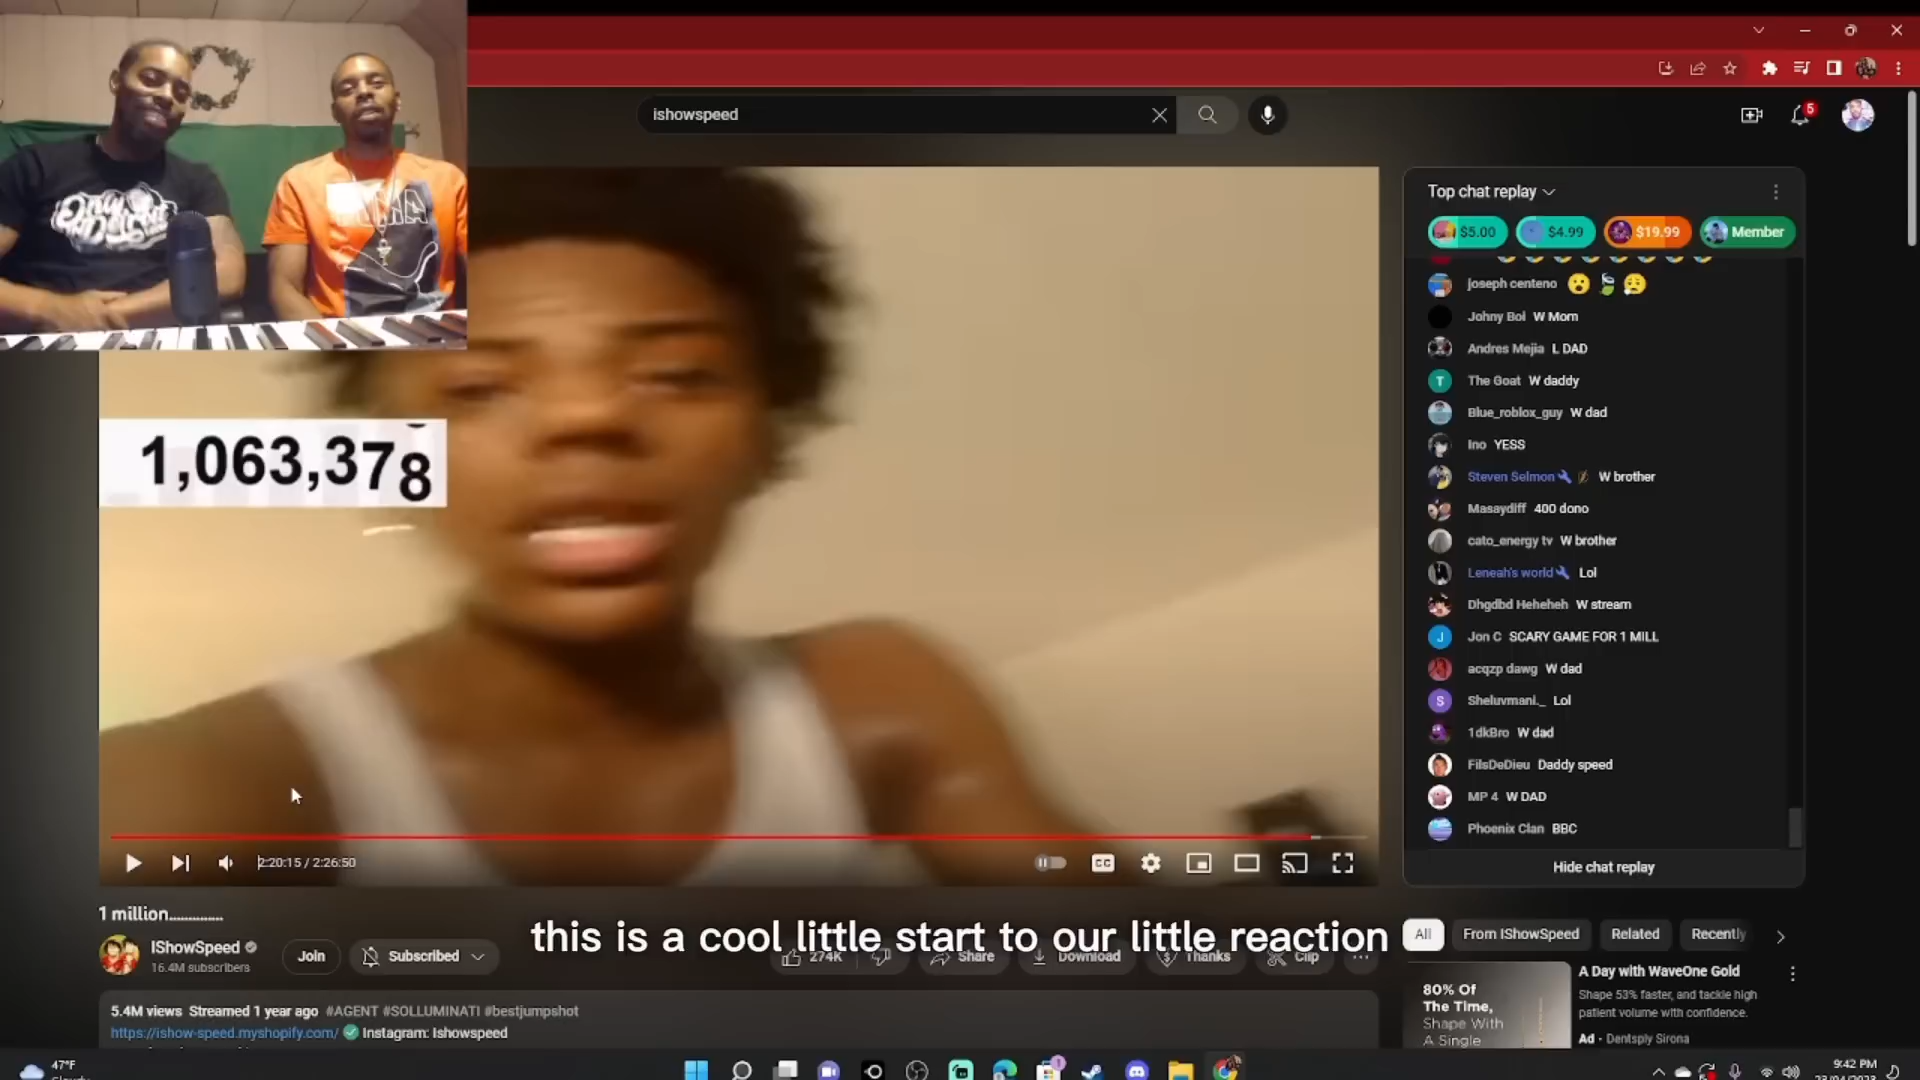 ishowspeed
5
Top chat replay
$5.00 $4.99 $19.99 Member
joseph centeno
Johny Boi W Mom
Andres Mejia L DAD
The Goat W daddy
Blue_roblox_guy W dad
Ino YESS
Steven Selmon W brother
Masaydiff 400 dono
cato_energy tv W brother
Leneah's world Lol
Dhgdbd Heheheh W stream
Jon C SCARY GAME FOR 1 MILL
acqzp dawg W dad
Sheluvmani._ Lol
1dkBro W dad
FilsDeDieu Daddy speed
MP 4 W DAD
Phoenix Clan BBC
Hide chat replay
1,063,378
2:20:15 / 2:26:50
CC
1 million...............
this is a cool little start to our little reaction
IShowSpeed
16.4M subscribers
Join
Subscribed
274K
Share
Download
Thanks
Clip
All From IShowSpeed Related Recently
5.4M views Streamed 1 year ago #AGENT #SOLLUMINATI #bestjumpshot
https://ishow-speed.myshopify.com/ Instagram: Ishowspeed
80% Of
The Time,
Shape With
A Single
A Day with WaveOne Gold
Shape 53% faster, and tackle high
patient volume with confidence.
Ad · Dentsply Sirona
47°F
9:42 PM